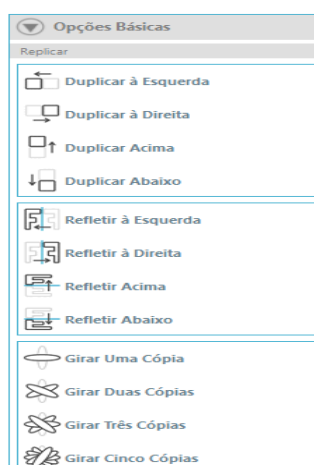 Opções Básicas
Replicar
Duplicar à Esquerda
Duplicar à Direita
Duplicar Acima
Duplicar Abaixo
Refletir à Esquerda
Refletir à Direita
Refletir Acima
Refletir Abaixo
Girar Uma Cópia
Girar Duas Cópias
Girar Três Cópias
Girar Cinco Cópias